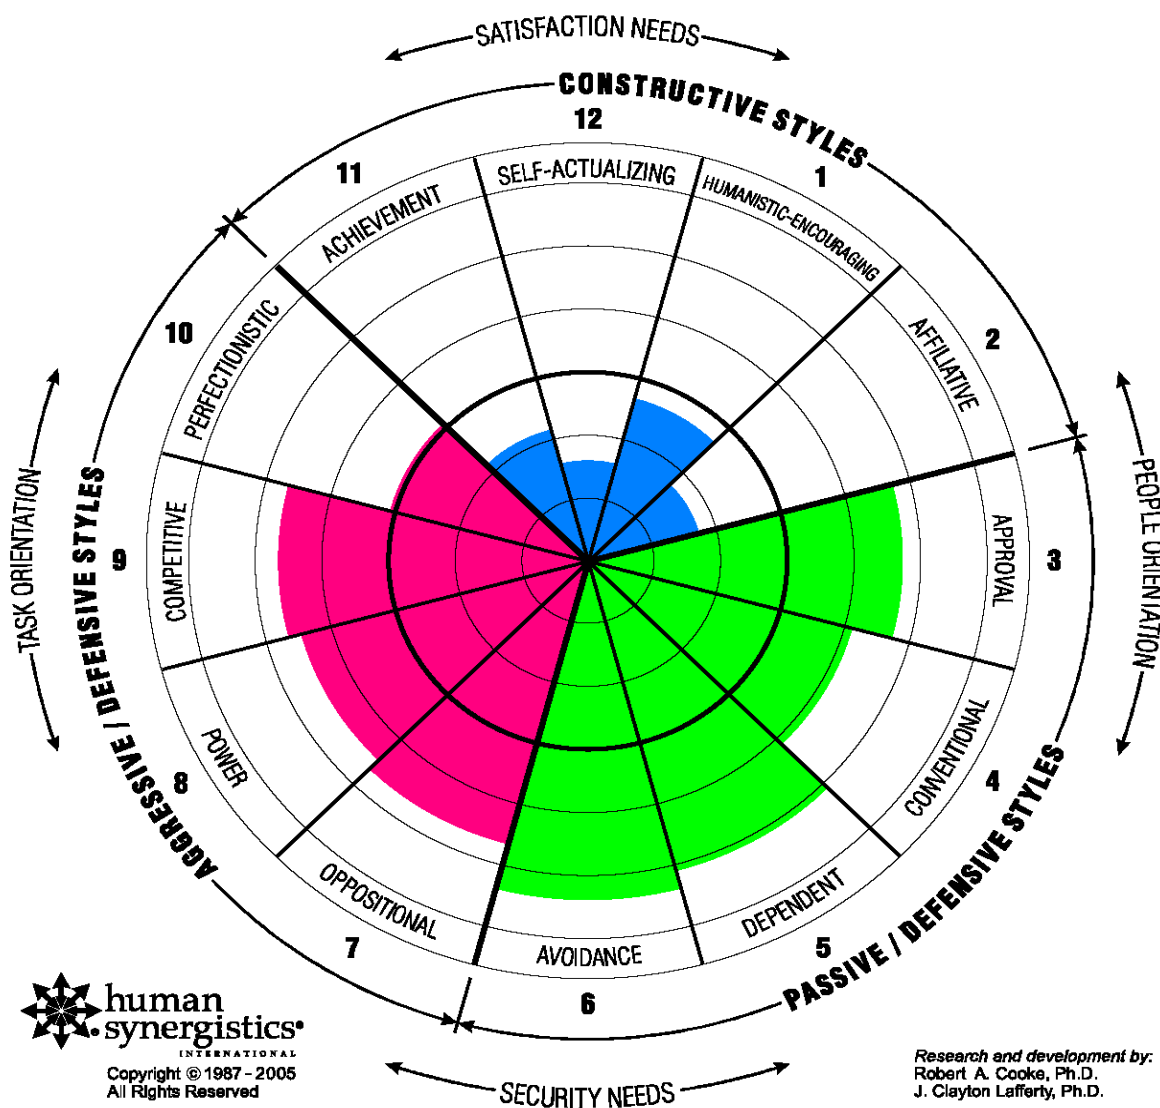 SATISFACTION NEEDS
CONSTRUCTIVE STYLES
12
11
1
SELF-ACTUALIZING
ACHIEVEMENT
HUMANISTIC-ENCOURAGING
10
2
PERFECTIONISTIC
AFFILIATIVE
TASK ORIENTATION
PEOPLE ORIENTATION
9
COMPETITIVE
APPROVAL
3
AGGRESSIVE / DEFENSIVE STYLES
8
POWER
CONVENTIONAL
4
OPPOSITIONAL
DEPENDENT
7
AVOIDANCE
5
PASSIVE / DEFENSIVE STYLES
6
human
synergistics®
INTERNATIONAL
Copyright © 1987 - 2005
All Rights Reserved
SECURITY NEEDS
Research and development by:
Robert A. Cooke, Ph.D.
J. Clayton Lafferty, Ph.D.